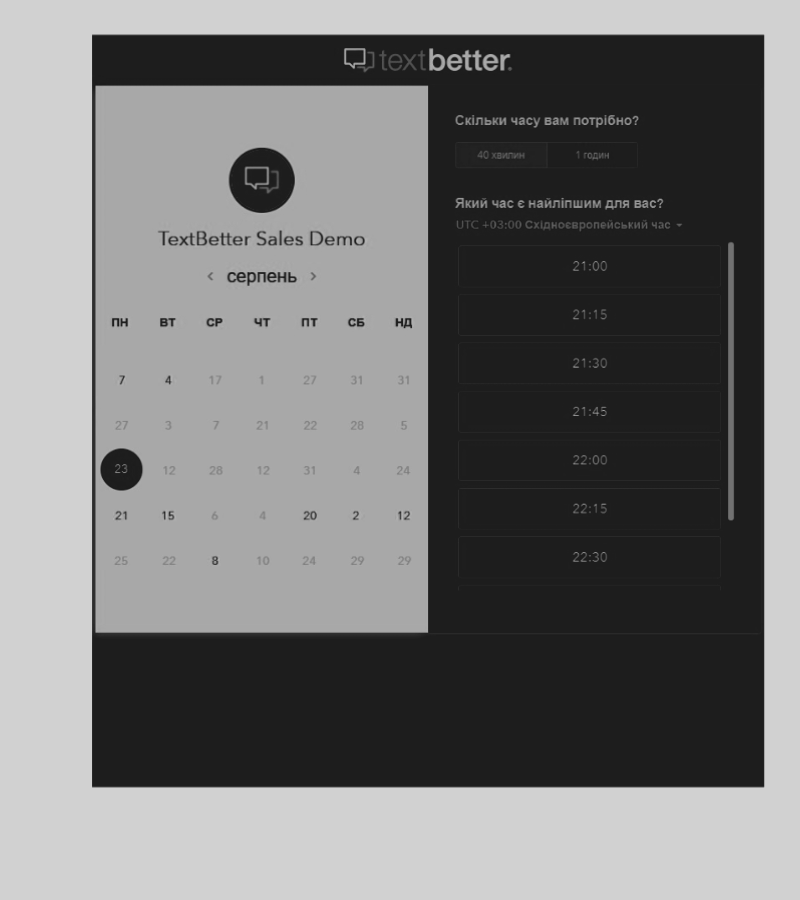 textbetter.
TextBetter Sales Demo
< серпень >
ПН ВТ СР ЧТ ПТ СБ НД
7 4 17 1 27 31 31
27 3 7 21 22 28 5
23 12 28 12 31 4 24
21 15 6 4 20 2 12
25 22 8 10 24 29 29
Скільки часу вам потрібно?
40 хвилин 1 годин
Який час є найліпшим для вас?
UTC +03:00 Східноєвропейський час
21:00
21:15
21:30
21:45
22:00
22:15
22:30